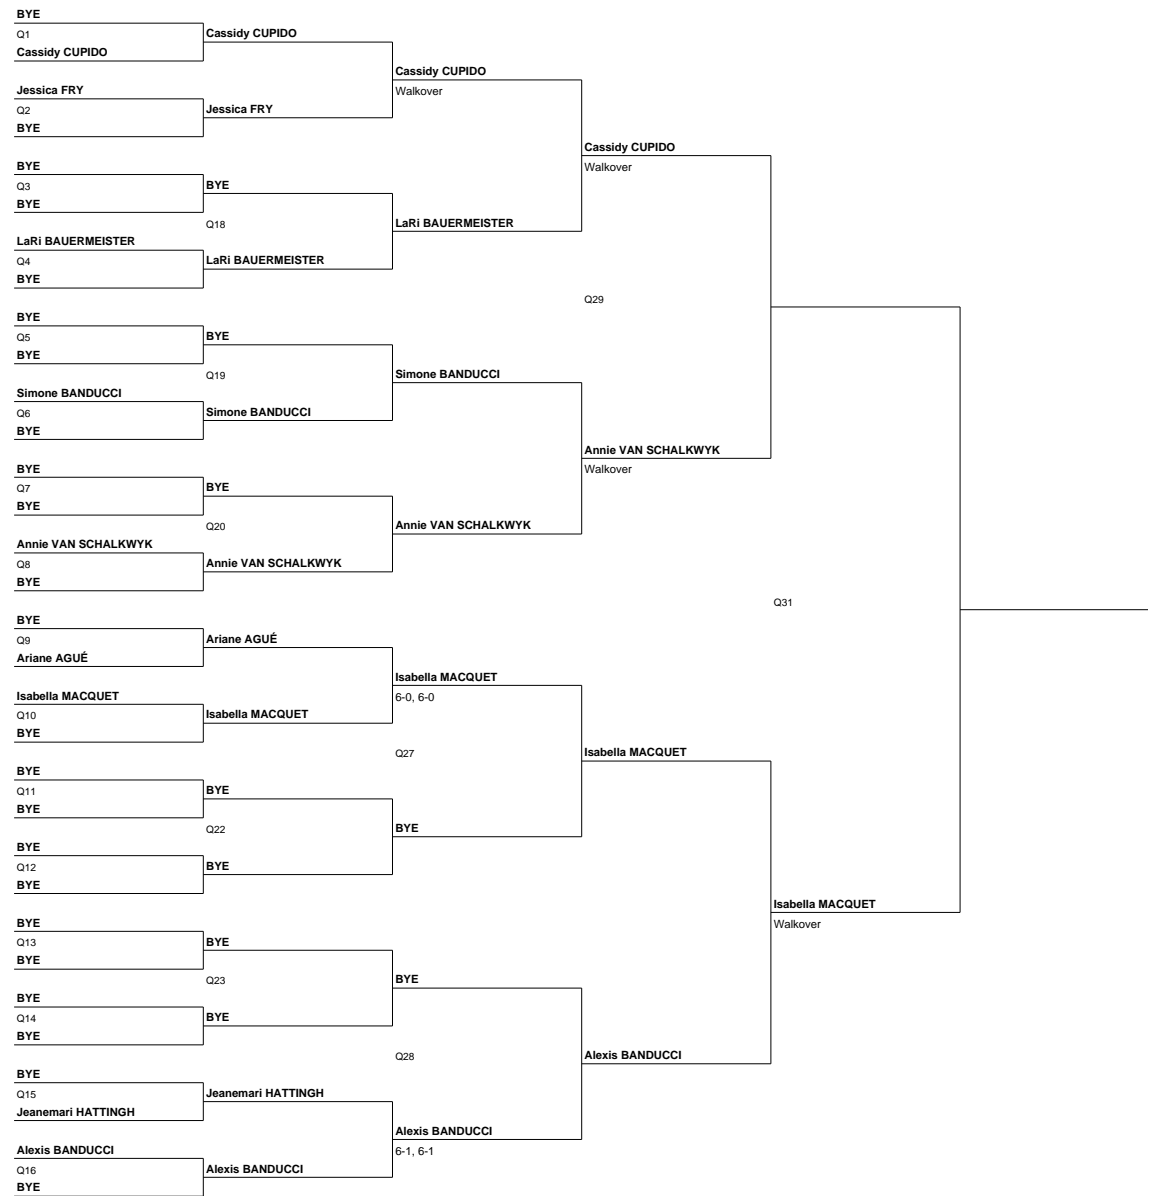 BYE
Q1
Cassidy CUPIDO
Cassidy CUPIDO
Cassidy CUPIDO
Walkover
Jessica FRY
Q2
Jessica FRY
BYE
Cassidy CUPIDO
Walkover
BYE
Q3
BYE
BYE
Q18
LaRi BAUERMEISTER
LaRi BAUERMEISTER
Q4
LaRi BAUERMEISTER
BYE
Q29
BYE
Q5
BYE
BYE
Q19
Simone BANDUCCI
Simone BANDUCCI
Q6
Simone BANDUCCI
BYE
Annie VAN SCHALKWYK
Walkover
BYE
Q7
BYE
BYE
Q20
Annie VAN SCHALKWYK
Annie VAN SCHALKWYK
Q8
Annie VAN SCHALKWYK
BYE
Q31
BYE
Q9
Ariane AGUÉ
Ariane AGUÉ
Isabella MACQUET
6-0, 6-0
Isabella MACQUET
Q10
Isabella MACQUET
BYE
Q27
Isabella MACQUET
BYE
Q11
BYE
BYE
Q22
BYE
BYE
Q12
BYE
BYE
Isabella MACQUET
Walkover
BYE
Q13
BYE
BYE
Q23
BYE
BYE
Q14
BYE
BYE
Q28
Alexis BANDUCCI
BYE
Q15
Jeanemari HATTINGH
Jeanemari HATTINGH
Alexis BANDUCCI
6-1, 6-1
Alexis BANDUCCI
Q16
Alexis BANDUCCI
BYE